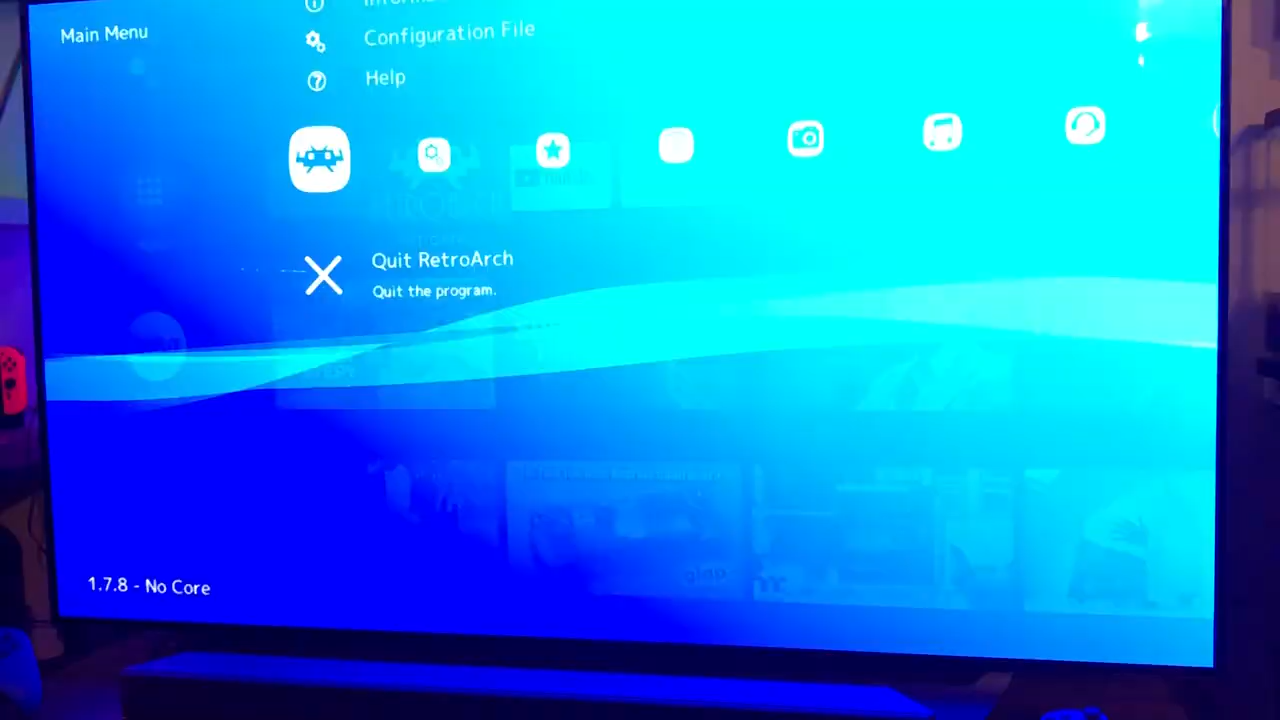 Main Menu
Configuration File
Help
Quit RetroArch
Quit the program.
1.7.8 - No Core